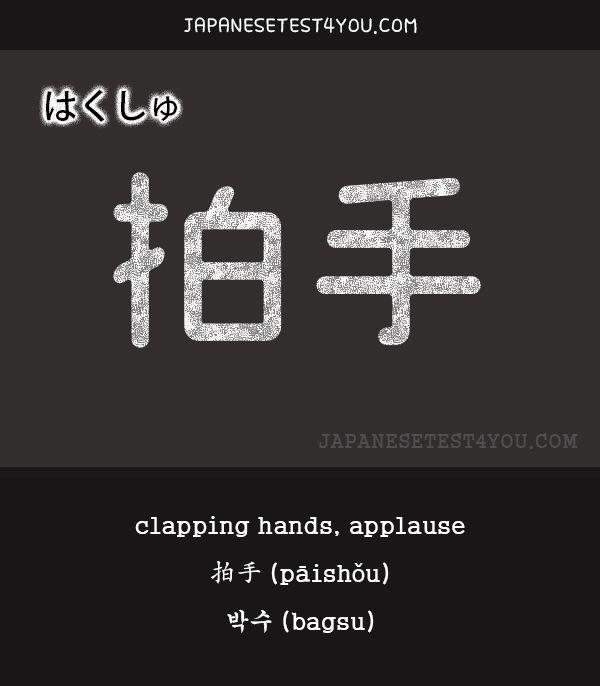 JAPANESETEST4YOU.COM
はくしゅ
拍手
JAPANESETEST4YOU.COM
clapping hands, applause
拍手 (pāishǒu)
박수 (bagsu)